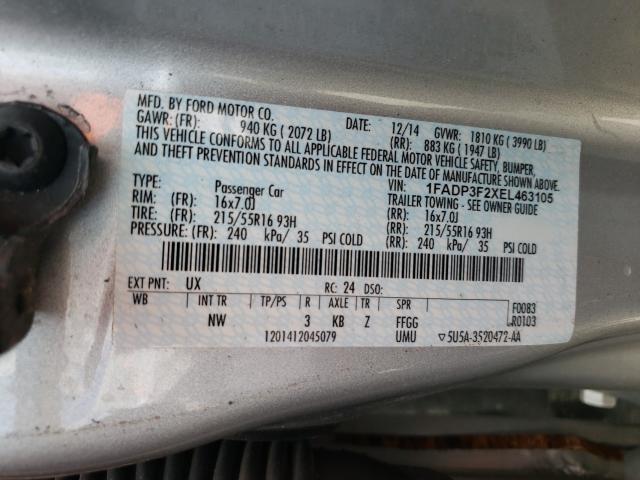 MFD. BY FORD MOTOR CO.
DATE: 12/14 GVWR: 1810 KG ( 3990 LB)
GAWR: (FR): 940 KG ( 2072 LB) (RR): 883 KG ( 1947 LB)
THIS VEHICLE CONFORMS TO ALL APPLICABLE FEDERAL MOTOR VEHICLE SAFETY, BUMPER,
AND THEFT PREVENTION STANDARDS IN EFFECT ON THE DATE OF MANUFACTURE SHOWN ABOVE.
VIN: 1FADP3F2XEL463105
Passenger Car TRAILER TOWING - SEE OWNER GUIDE
RIM: (FR): 16x7.0J (RR): 16x7.0J
TIRE: (FR): 215/55R16 93H (RR): 215/55R16 93H
PRESSURE: (FR): 240 kPa/ 35 PSI COLD (RR): 240 kPa/ 35 PSI COLD
EXT PNT: UX RC: 24 DSO:
WB INT TR TP/PS R AXLE TR SPR F0083
NW 3 KB Z FFGG R0103
1201412045079 UMU ▽5U5A-3520472-AA